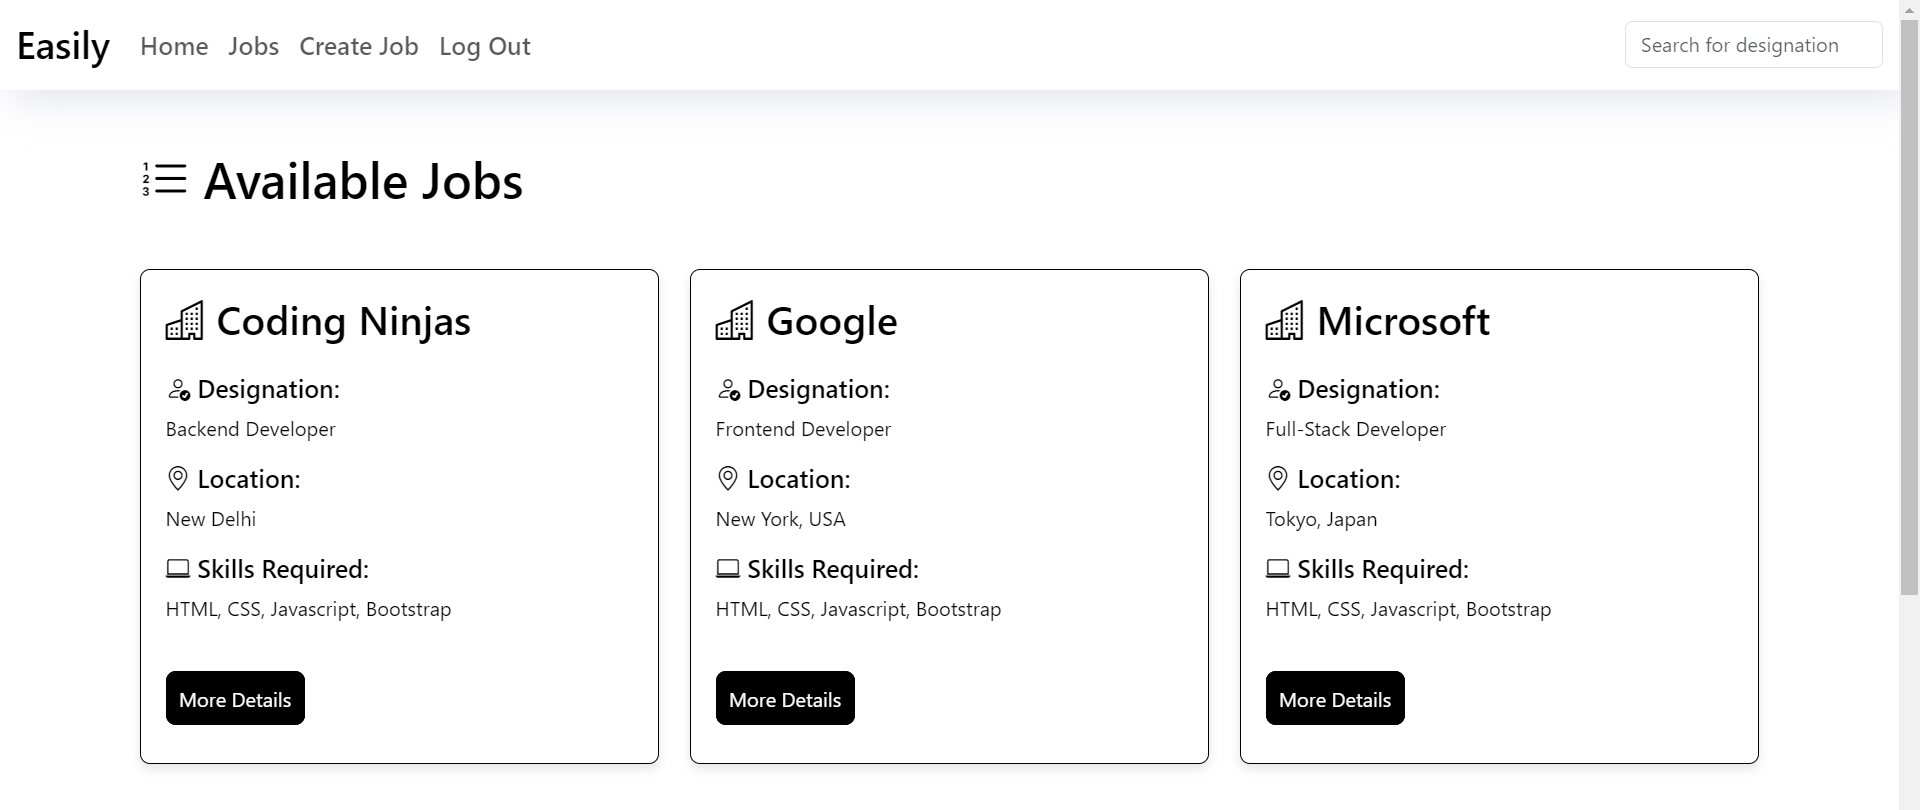 Easily Home Jobs Create Job Log Out Search for designation
1 2 3 Available Jobs
Coding Ninjas
Designation:
Backend Developer
Location:
New Delhi
Skills Required:
HTML, CSS, Javascript, Bootstrap
More Details
Google
Designation:
Frontend Developer
Location:
New York, USA
Skills Required:
HTML, CSS, Javascript, Bootstrap
More Details
Microsoft
Designation:
Full-Stack Developer
Location:
Tokyo, Japan
Skills Required:
HTML, CSS, Javascript, Bootstrap
More Details